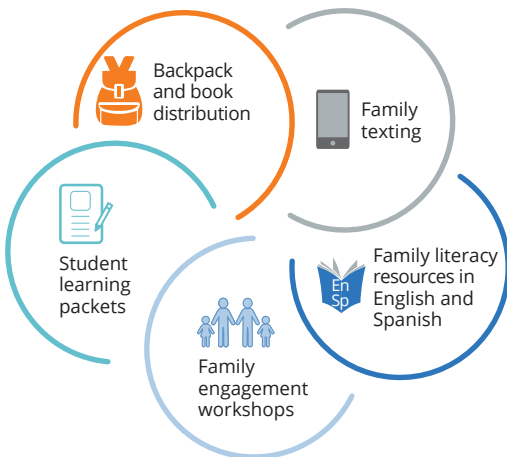 Backpack
and book
distribution
Family
texting
Student
learning
packets
En
Sp
Family literacy
resources in
English and
Spanish
Family
engagement
workshops